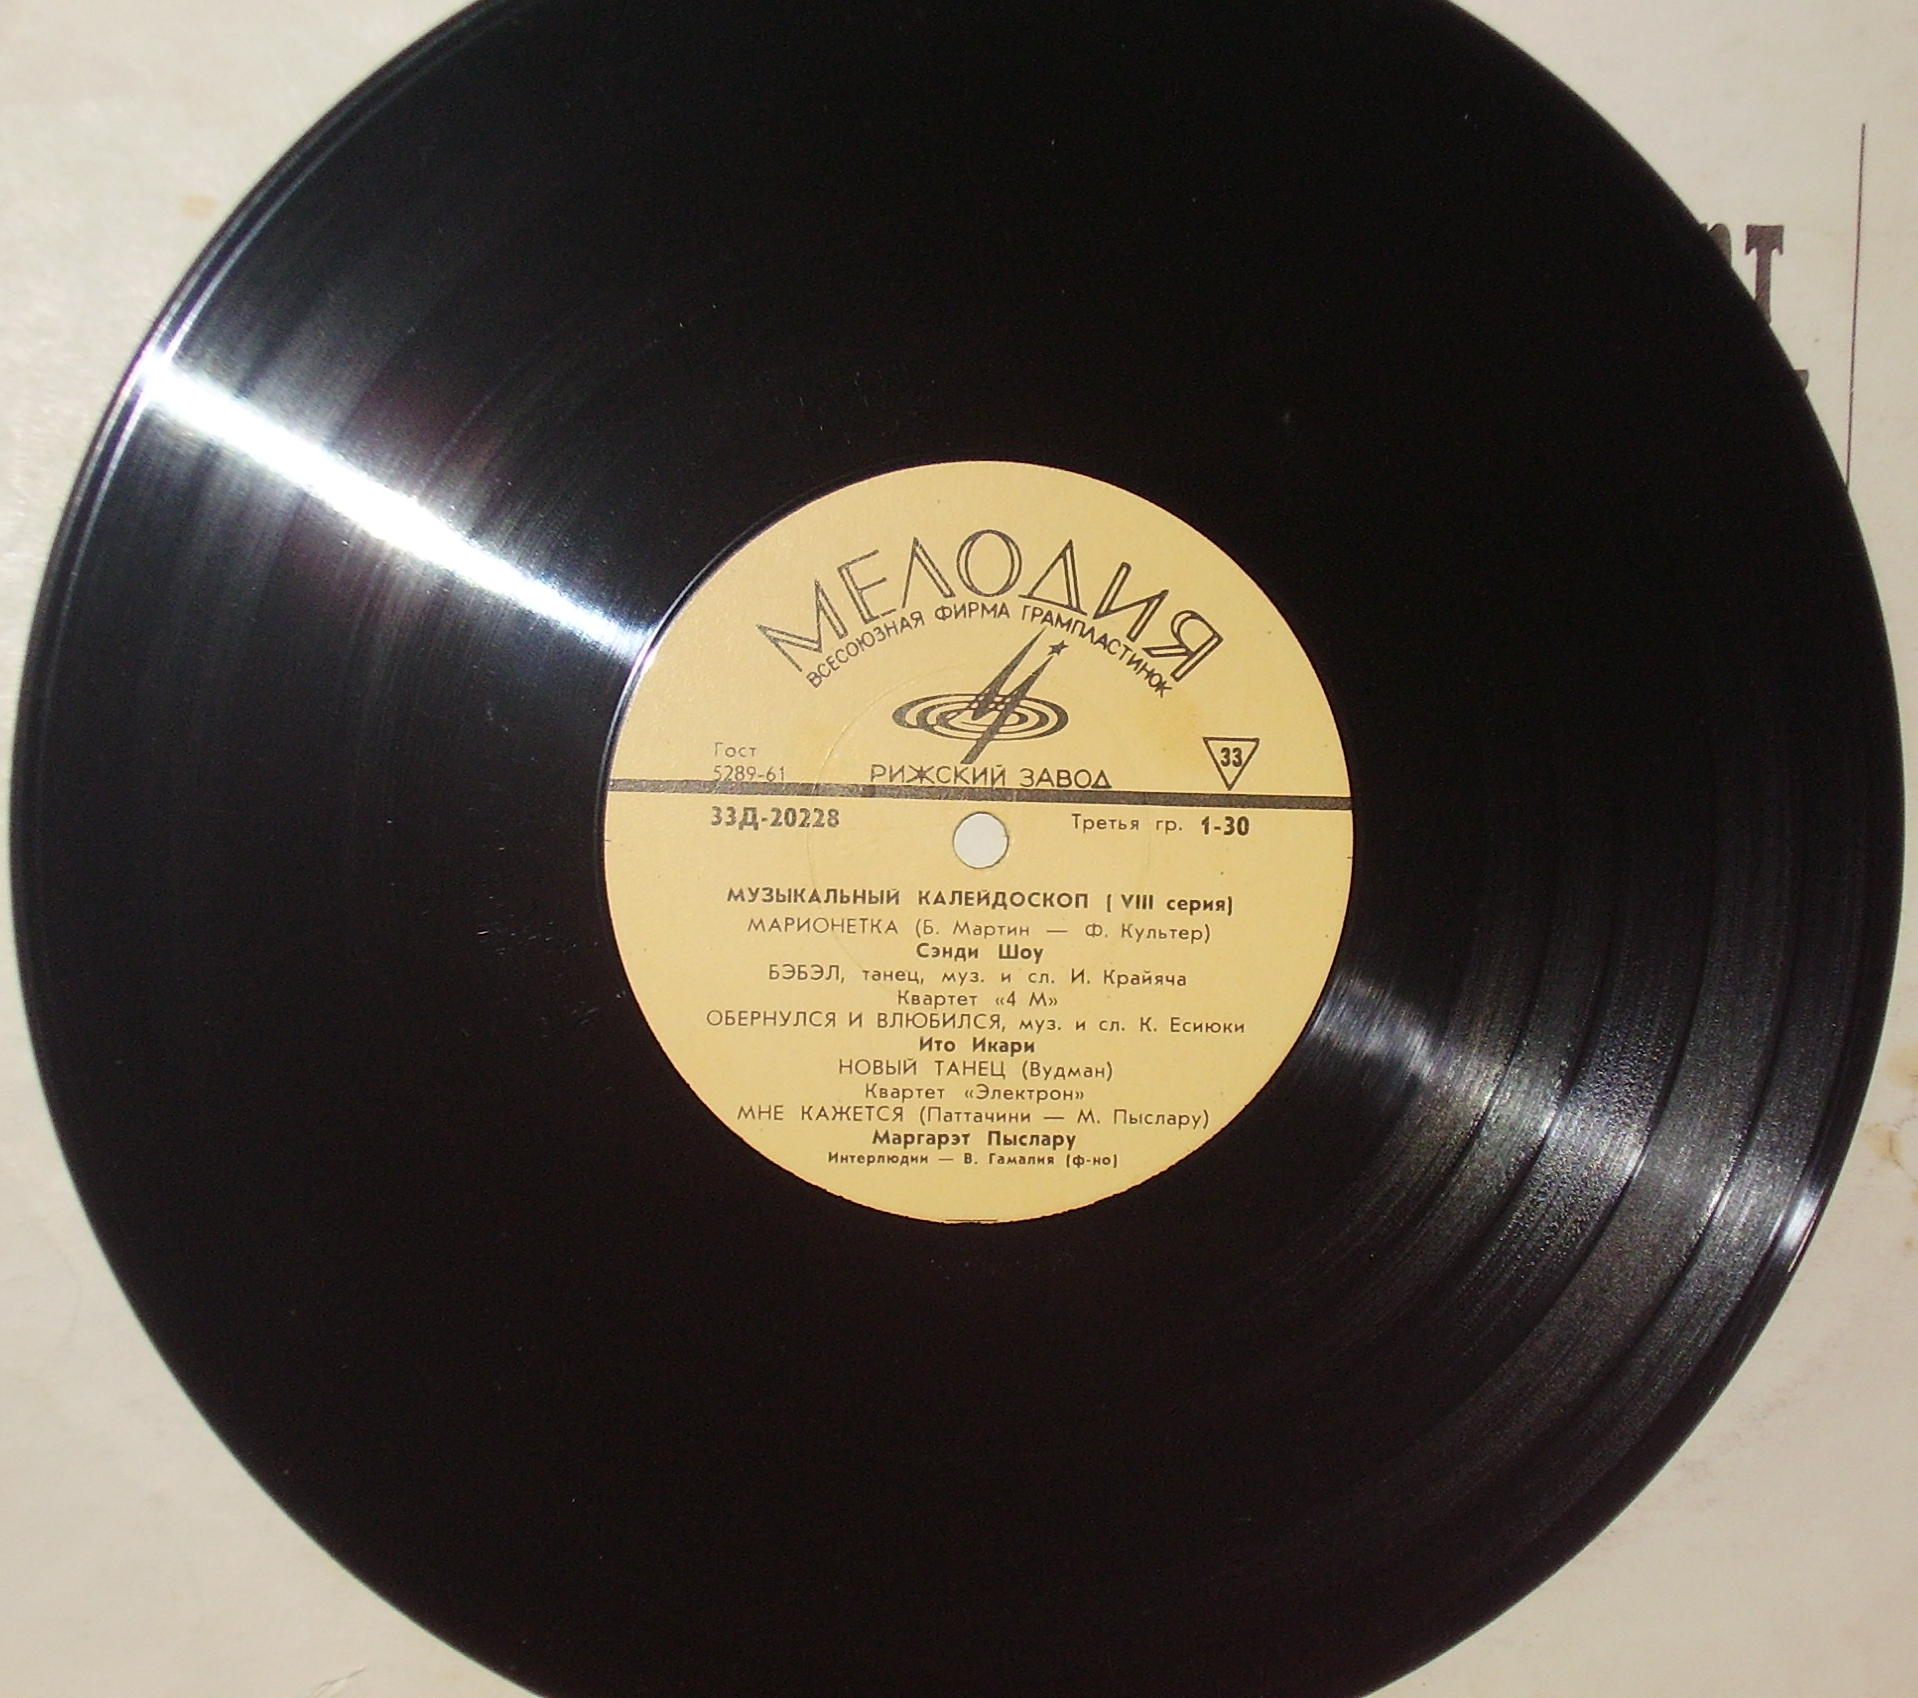 МЕЛОДИЯ
ВСЕСОЮЗНАЯ ФИРМА ГРАМПЛАСТИНОК
Гост
5289-61
РИЖСКИЙ ЗАВОД
33
33Д-20228
Третья гр. 1-30
МУЗЫКАЛЬНЫЙ КАЛЕЙДОСКОП (VIII серия)
МАРИОНЕТКА (Б. Мартин — Ф. Культер)
Сэнди Шоу
БЭБЭЛ, танец, муз. и сл. И. Крайяча
Квартет «4 М»
ОБЕРНУЛСЯ И ВЛЮБИЛСЯ, муз. и сл. К. Есиюки
Ито Икари
НОВЫЙ ТАНЕЦ (Вудман)
Квартет «Электрон»
МНЕ КАЖЕТСЯ (Паттачини — М. Пыслару)
Маргарэт Пыслару
Интерлюдии — В. Гамалия (ф-но)